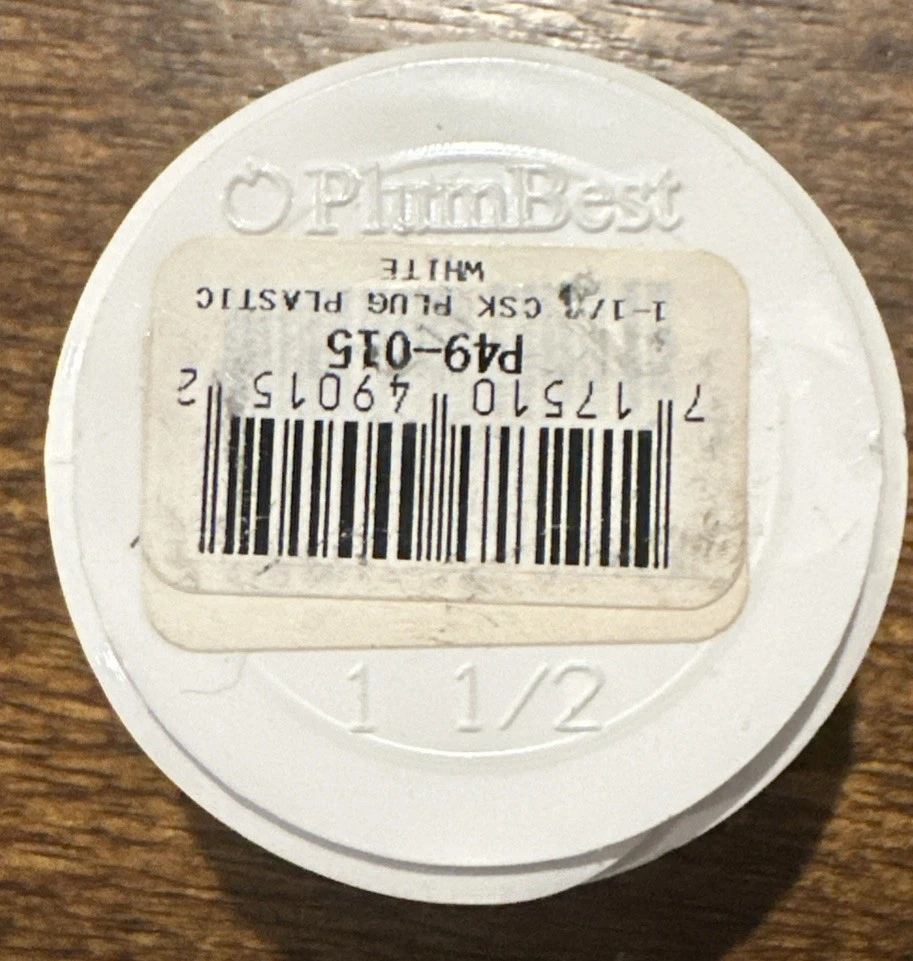 PlumBest
7 17510 49015 2
P49-015
1-1/2 CSK PLUG PLASTIC
WHITE
1 1/2